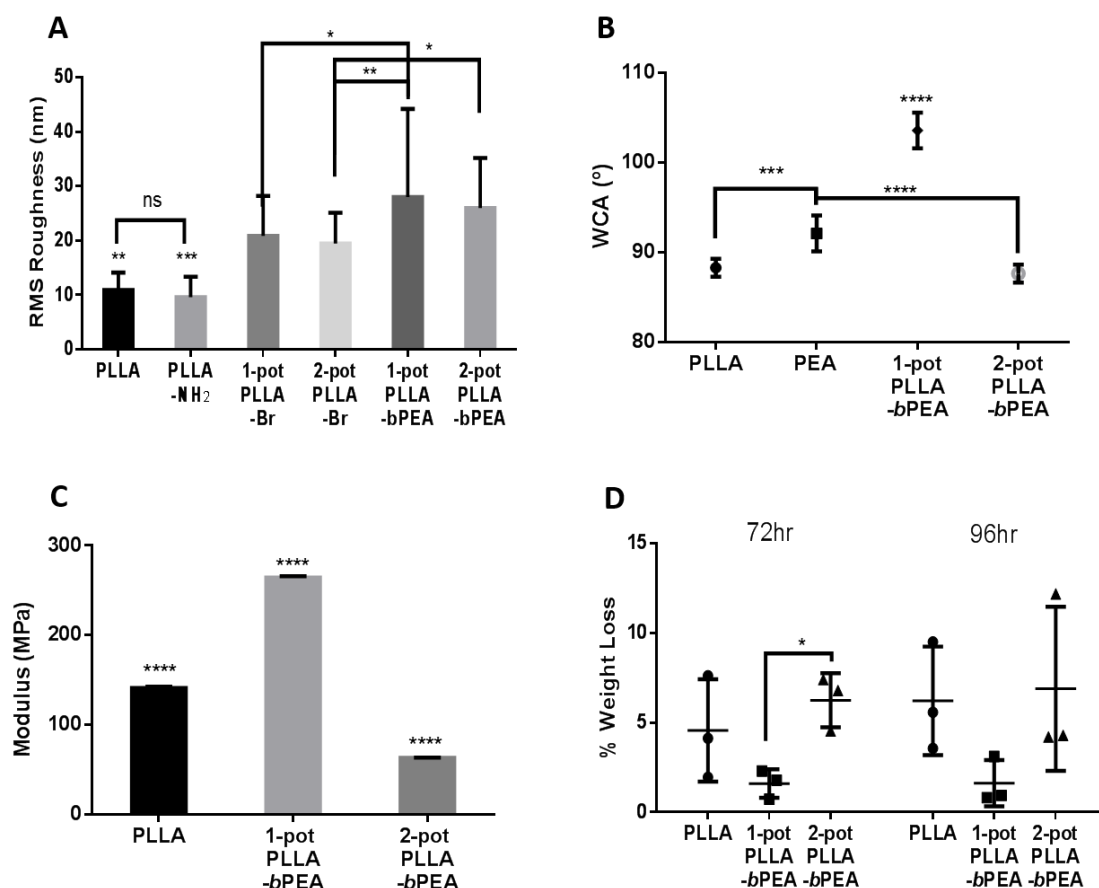 A
*
*
**
50
40
30
20
10
0
RMS Roughness (nm)
ns
**
***
PLLA
PLLA
-NH2
1-pot
PLLA
-Br
2-pot
PLLA
-Br
1-pot
PLLA
-bPEA
2-pot
PLLA
-bPEA
B
110
100
90
80
WCA (º)
***
****
****
PLLA
PEA
1-pot
PLLA
-bPEA
2-pot
PLLA
-bPEA
C
300
200
100
0
Modulus (MPa)
****
****
****
PLLA
1-pot
PLLA
-bPEA
2-pot
PLLA
-bPEA
D
72hr
96hr
15
10
5
0
% Weight Loss
*
PLLA
1-pot
PLLA
-bPEA
2-pot
PLLA
-bPEA
PLLA
1-pot
PLLA
-bPEA
2-pot
PLLA
-bPEA